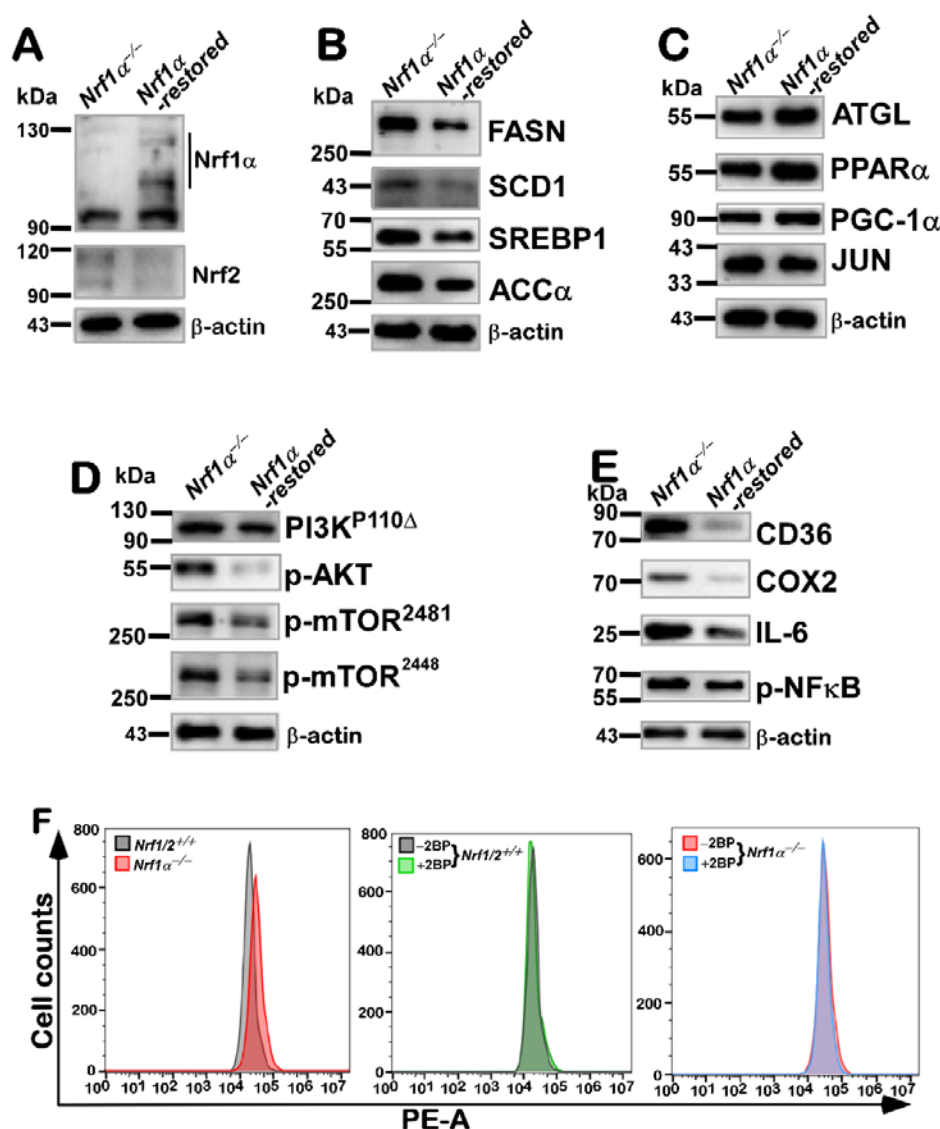 A
Nrf1α−/−
Nrf1α
-restored
kDa
130
Nrf1α
90
120
Nrf2
90
43
β-actin
B
Nrf1α−/−
Nrf1α
-restored
kDa
FASN
250
43
SCD1
70
SREBP1
55
ACCα
250
43
β-actin
C
Nrf1α−/−
Nrf1α
-restored
kDa
55
ATGL
55
PPARα
90
PGC-1α
43
JUN
33
43
β-actin
D
Nrf1α−/−
Nrf1α
-restored
kDa
130
PI3KP110Δ
90
55
p-AKT
p-mTOR2481
250
p-mTOR2448
250
43
β-actin
E
Nrf1α−/−
Nrf1α
-restored
kDa
90
CD36
70
70
COX2
25
IL-6
70
p-NFκB
55
43
β-actin
F
Cell counts
800
600
400
200
0
Nrf1/2+/+
Nrf1α−/−
100 101 102 103 104 105 106 107
800
600
400
200
0
−2BP
+2BP
} Nrf1/2+/+
100 101 102 103 104 105 106 107
600
400
200
0
−2BP
+2BP
} Nrf1α−/−
100 101 102 103 104 105 106 107
PE-A